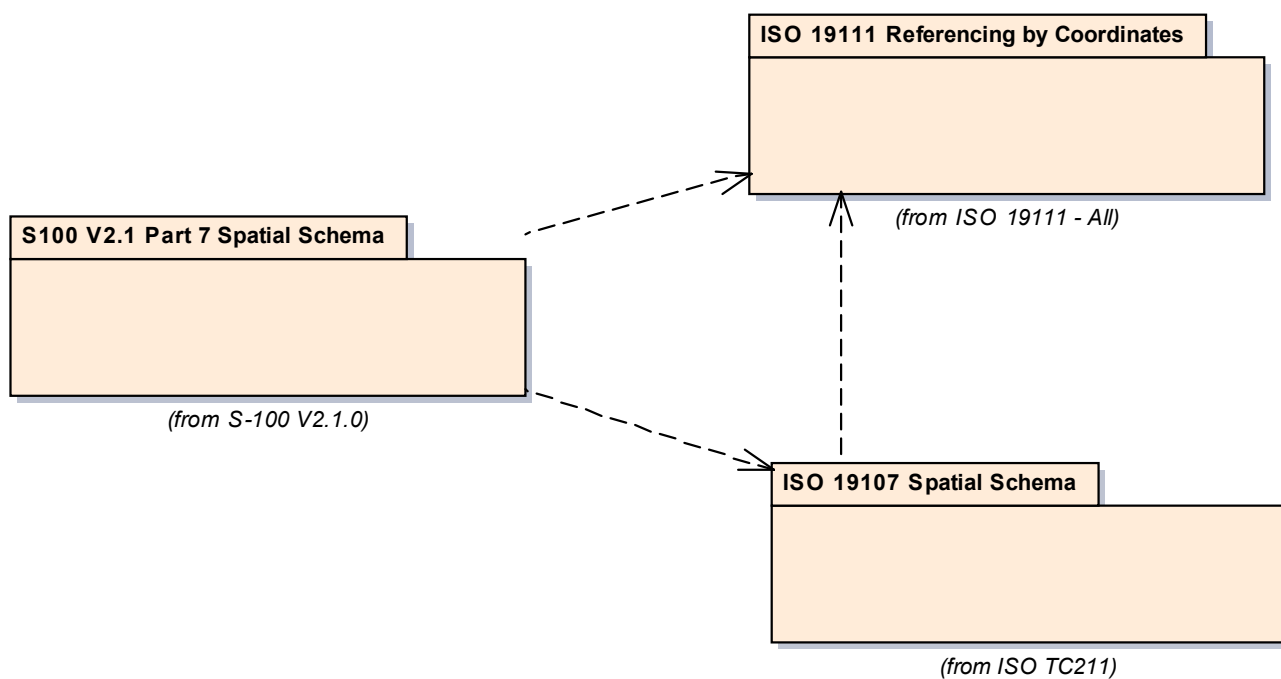 ISO 19111 Referencing by Coordinates
(from ISO 19111 - All)
S100 V2.1 Part 7 Spatial Schema
(from S-100 V2.1.0)
ISO 19107 Spatial Schema
(from ISO TC211)